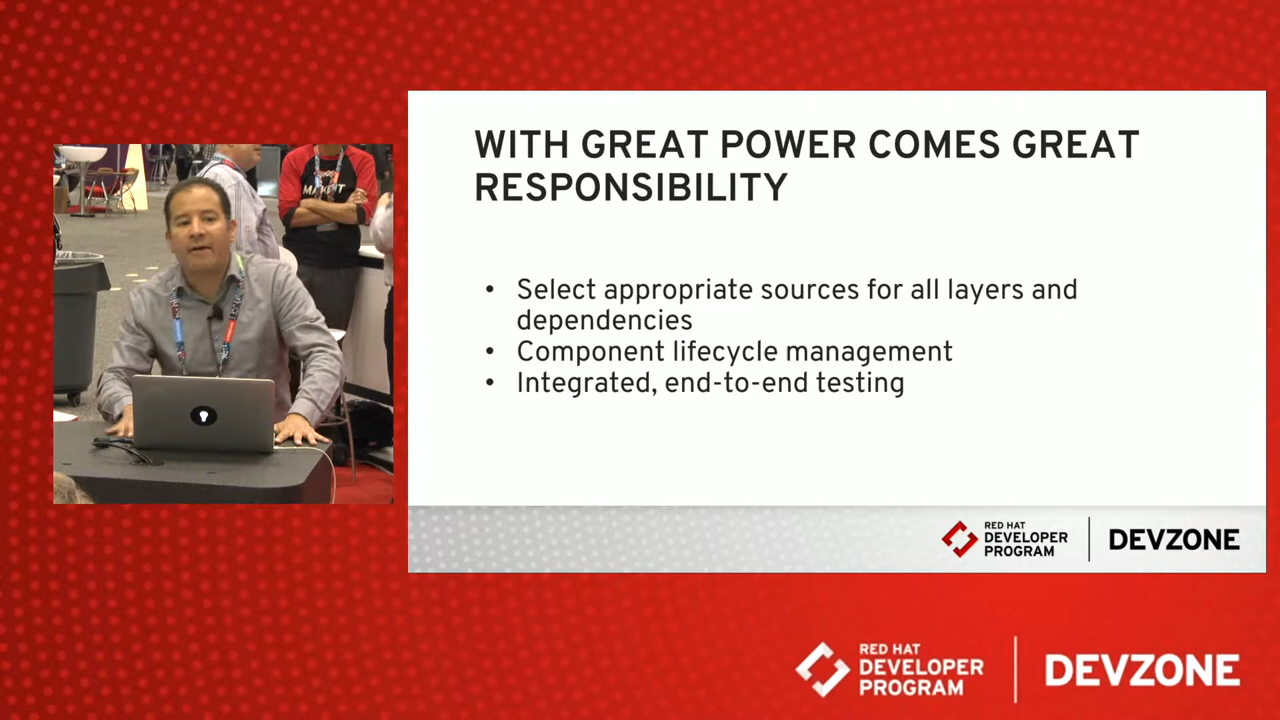 WITH GREAT POWER COMES GREAT
RESPONSIBILITY
• Select appropriate sources for all layers and
dependencies
• Component lifecycle management
• Integrated, end-to-end testing
RED HAT
DEVELOPER
PROGRAM
DEVZONE
RED HAT
DEVELOPER
PROGRAM
DEVZONE